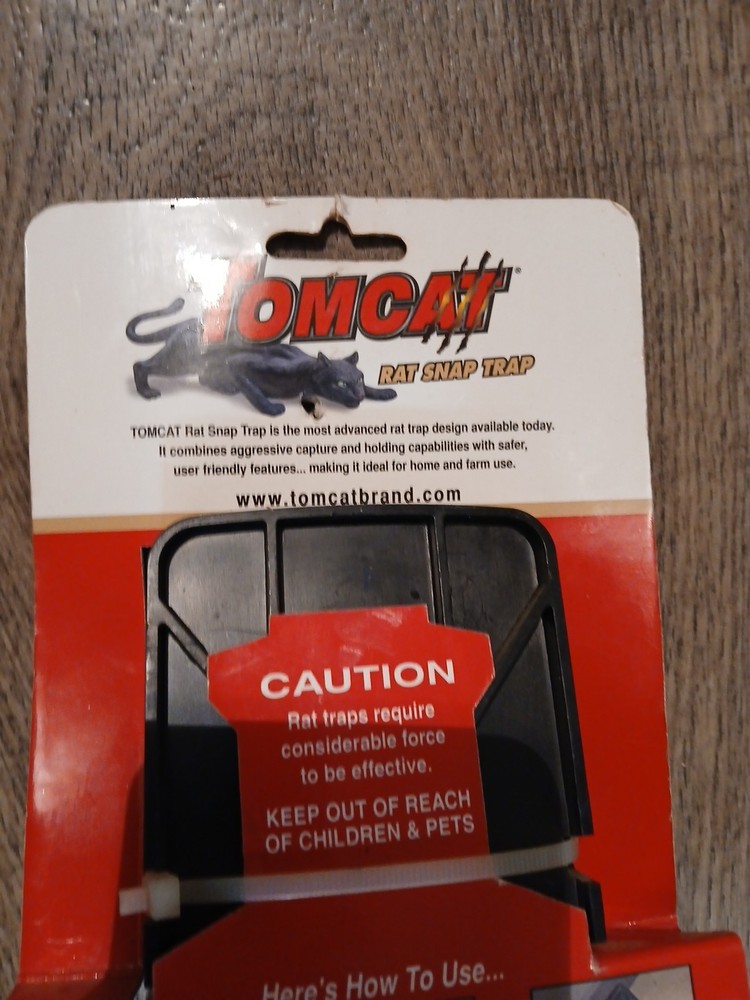 TOMCAT®
RAT SNAP TRAP
TOMCAT Rat Snap Trap is the most advanced rat trap design available today.
It combines aggressive capture and holding capabilities with safer,
user friendly features... making it ideal for home and farm use.
www.tomcatbrand.com
CAUTION
Rat traps require
considerable force
to be effective.
KEEP OUT OF REACH
OF CHILDREN & PETS
Here's How To Use...